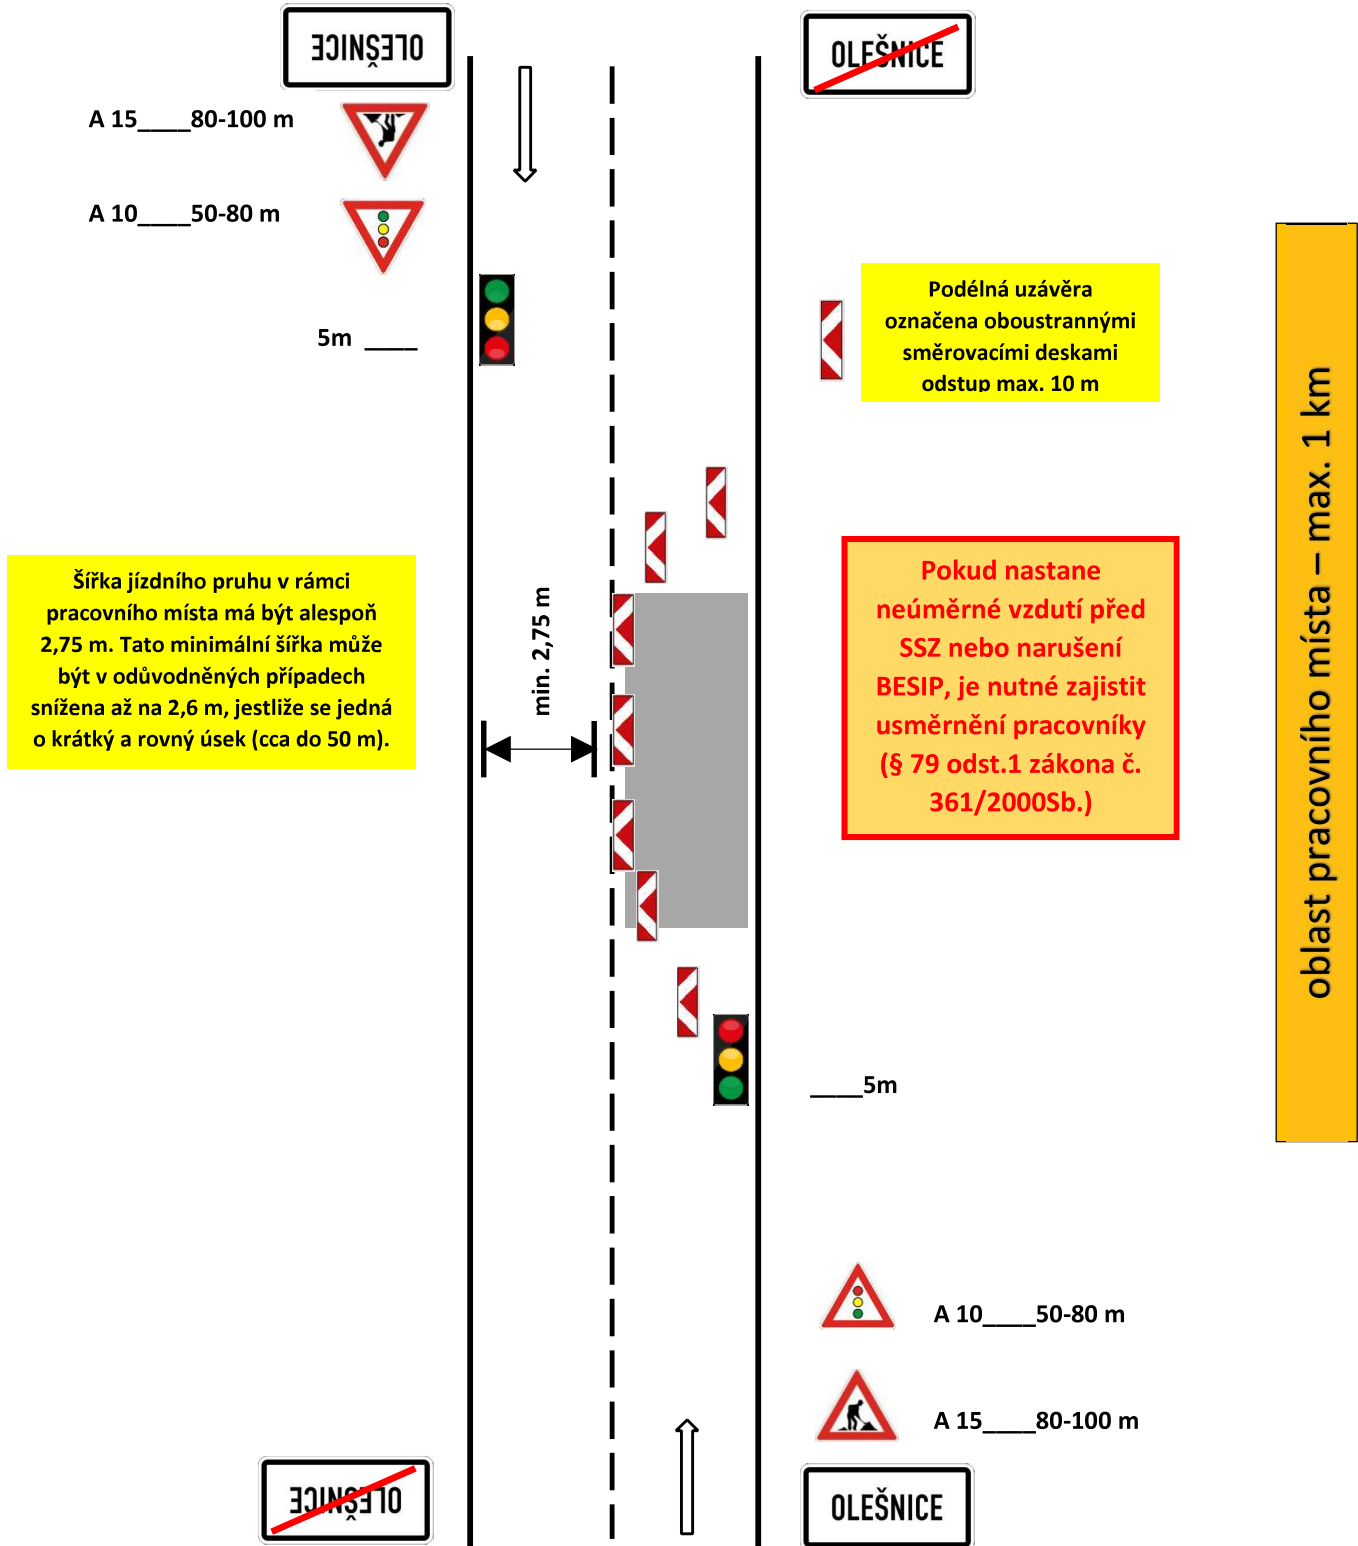 OLEŠNICE
OLEŠNICE
A 15____80-100 m
A 10____50-80 m
5m ____
Podélná uzávěra
označena oboustrannými
směrovacími deskami
odstup max. 10 m
Šířka jízdního pruhu v rámci
pracovního místa má být alespoň
2,75 m. Tato minimální šířka může
být v odůvodněných případech
snížena až na 2,6 m, jestliže se jedná
o krátký a rovný úsek (cca do 50 m).
min. 2,75 m
Pokud nastane
neúměrné vzdutí před
SSZ nebo narušení
BESIP, je nutné zajistit
usměrnění pracovníky
(§ 79 odst.1 zákona č.
361/2000Sb.)
oblast pracovního místa – max. 1 km
____5m
A 10____50-80 m
A 15____80-100 m
OLEŠNICE
OLEŠNICE